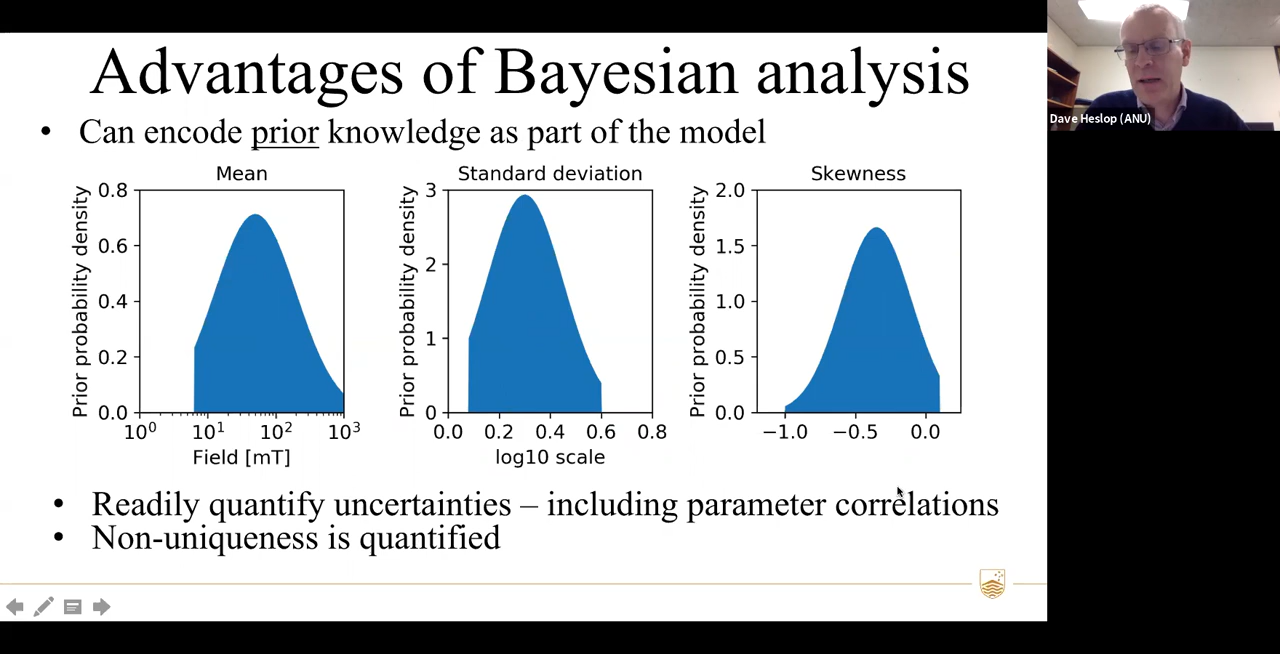 Advantages of Bayesian analysis
• Can encode prior knowledge as part of the model
Mean
Prior probability density
0.8
0.6
0.4
0.2
0.0
10⁰ 10¹ 10² 10³
Field [mT]
Standard deviation
Prior probability density
3
2
1
0
0.0 0.2 0.4 0.6 0.8
log10 scale
Skewness
Prior probability density
2.0
1.5
1.0
0.5
0.0
−1.0 −0.5 0.0
• Readily quantify uncertainties – including parameter correlations
• Non-uniqueness is quantified
Dave Heslop (ANU)